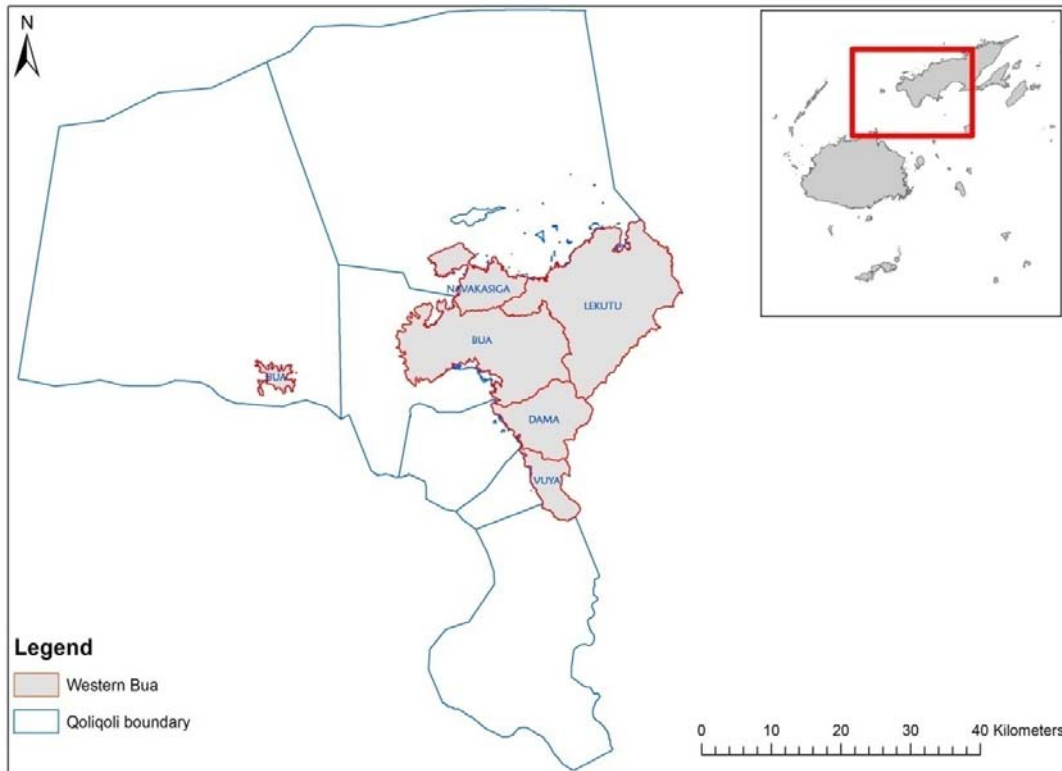 N
NAVAKASIGA
LEKUTU
BUA
BUA
DAMA
VUYA
Legend
Western Bua
Qoliqoli boundary
0 10 20 30 40 Kilometers